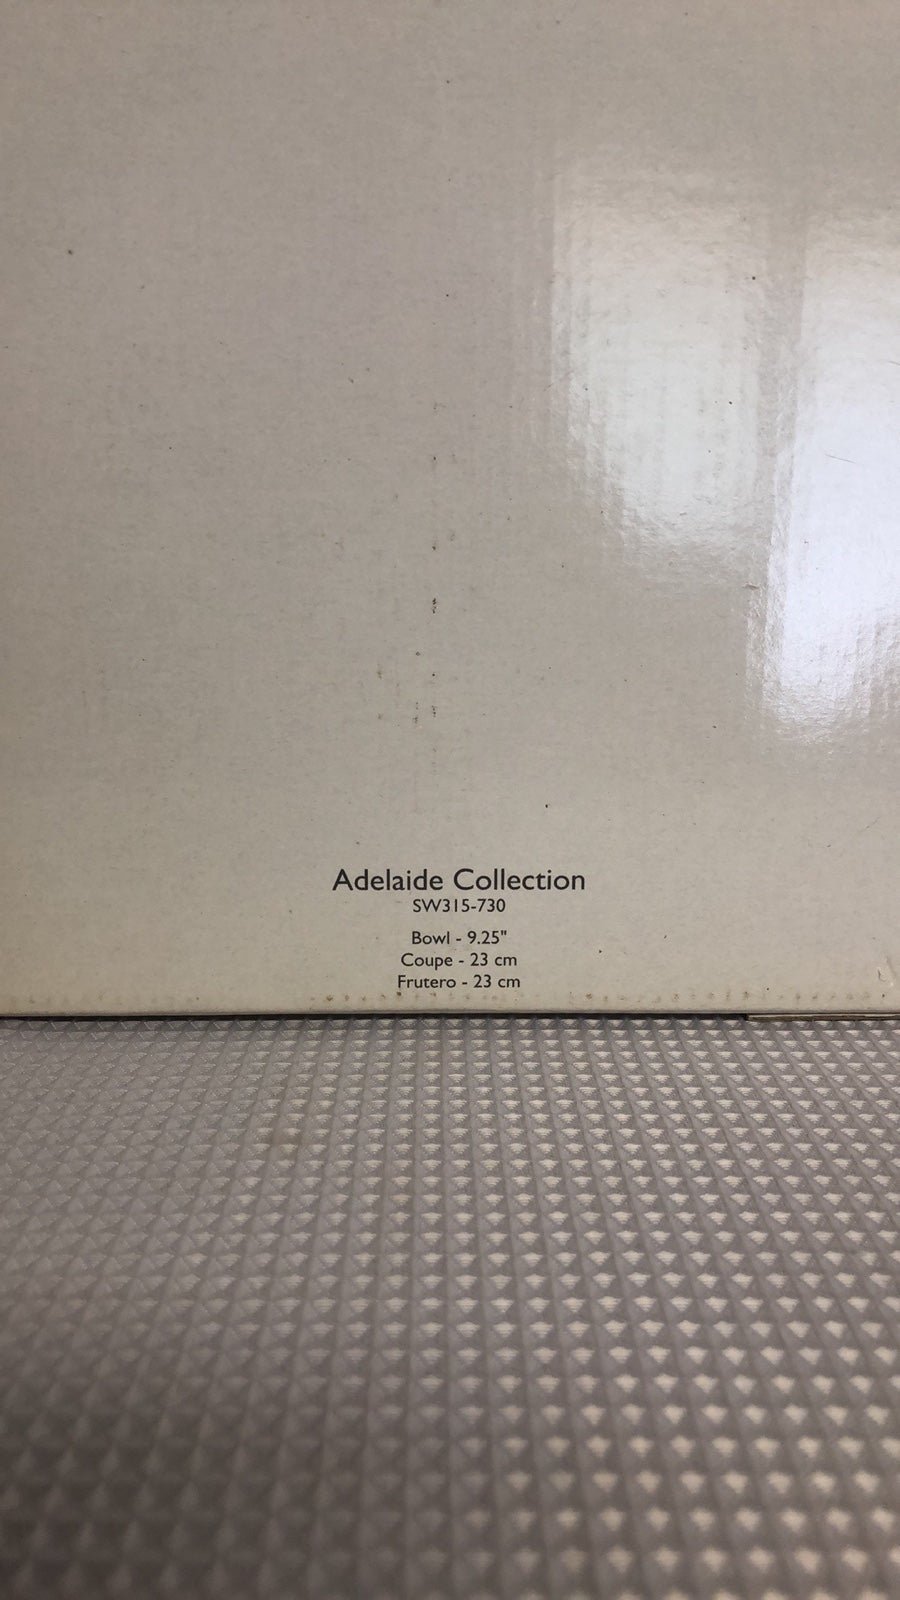 Adelaide Collection
SW315-730
Bowl - 9.25"
Coupe - 23 cm
Frutero - 23 cm